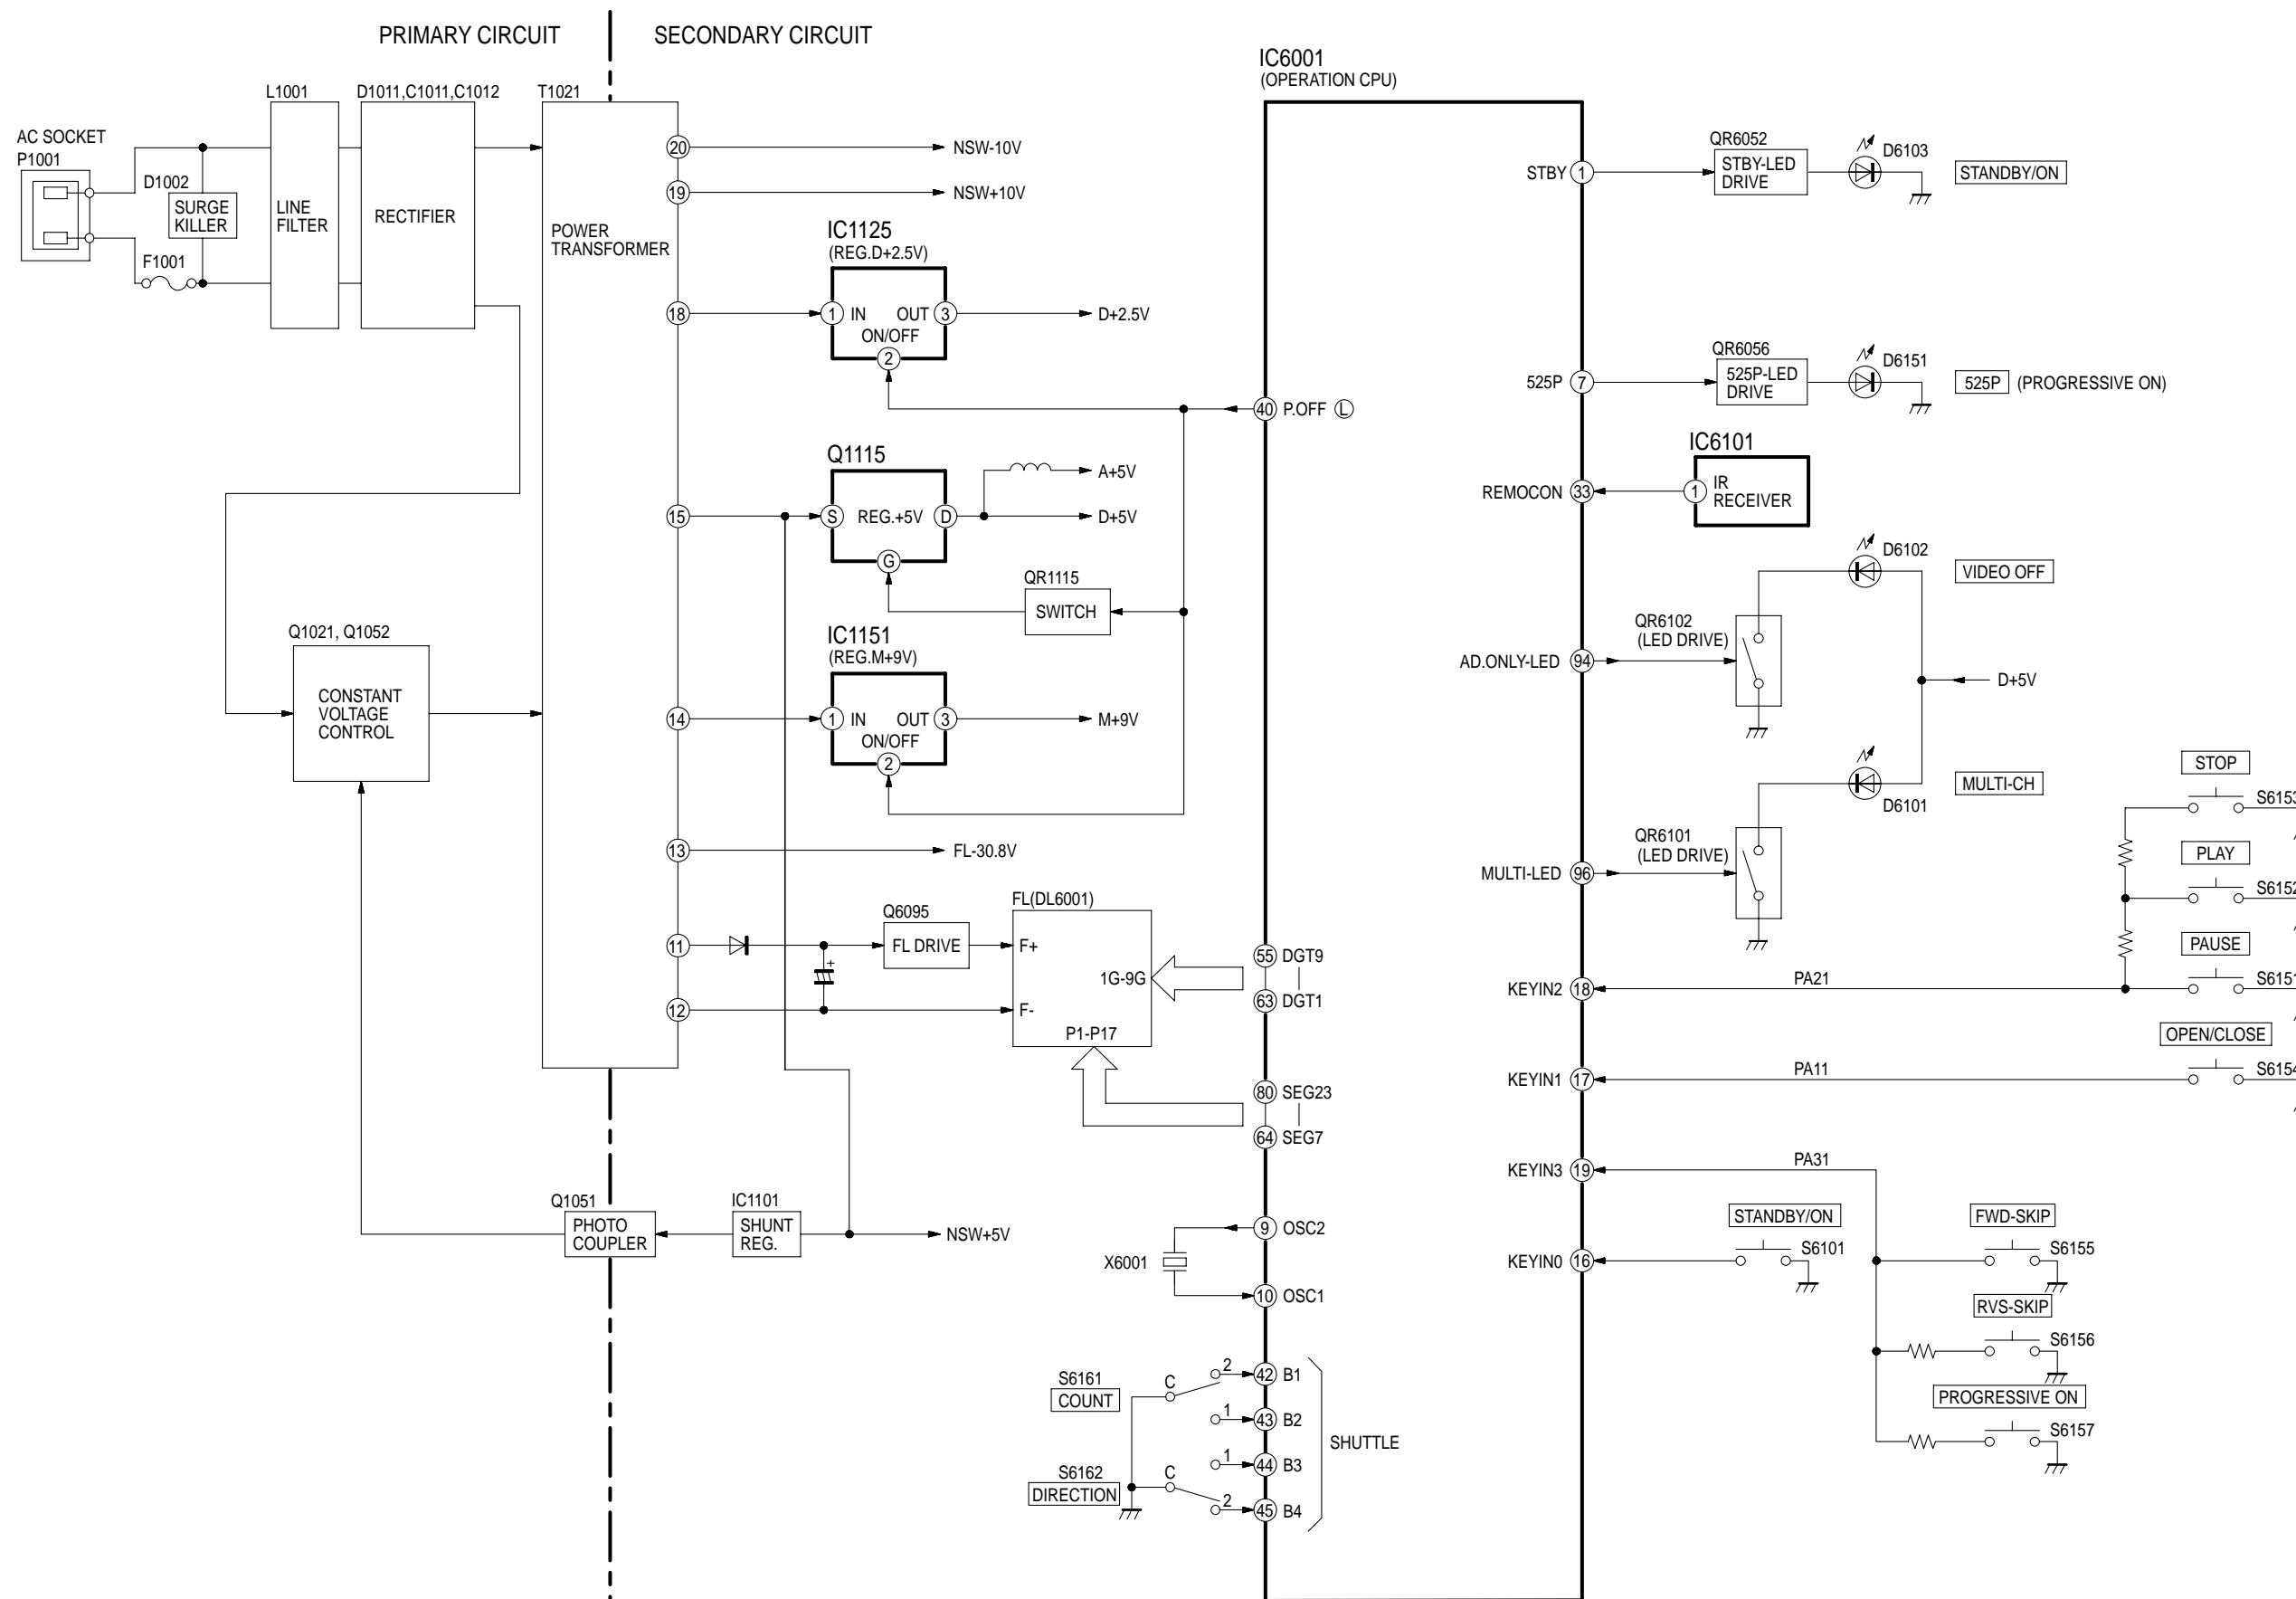 PRIMARY CIRCUIT
SECONDARY CIRCUIT
AC SOCKET
P1001
D1002
SURGE
KILLER
F1001
L1001
LINE
FILTER
D1011,C1011,C1012
RECTIFIER
T1021
POWER
TRANSFORMER
20
NSW-10V
19
NSW+10V
IC1125
(REG.D+2.5V)
18
1
IN
OUT
3
D+2.5V
ON/OFF
2
Q1115
A+5V
15
S
REG.+5V
D
D+5V
G
QR1115
SWITCH
IC1151
(REG.M+9V)
14
1
IN
OUT
3
M+9V
ON/OFF
2
Q1021, Q1052
CONSTANT
VOLTAGE
CONTROL
13
FL-30.8V
FL(DL6001)
Q6095
11
FL DRIVE
+
F+
1G-9G
12
F-
P1-P17
Q1051
PHOTO
COUPLER
IC1101
SHUNT
REG.
NSW+5V
IC6001
(OPERATION CPU)
40
P.OFF
L
55
DGT9
63
DGT1
80
SEG23
64
SEG7
9
OSC2
X6001
10
OSC1
S6161
COUNT
C
2
42
B1
1
43
B2
SHUTTLE
1
44
B3
S6162
DIRECTION
C
2
45
B4
STBY
1
QR6052
STBY-LED
DRIVE
D6103
STANDBY/ON
525P
7
QR6056
525P-LED
DRIVE
D6151
525P
(PROGRESSIVE ON)
REMOCON
33
IC6101
1
IR
RECEIVER
D6102
VIDEO OFF
QR6102
(LED DRIVE)
AD.ONLY-LED
94
D+5V
D6101
MULTI-CH
QR6101
(LED DRIVE)
MULTI-LED
96
STOP
S6153
PLAY
S6152
PAUSE
KEYIN2
18
PA21
S6151
OPEN/CLOSE
KEYIN1
17
PA11
S6154
KEYIN3
19
PA31
STANDBY/ON
KEYIN0
16
S6101
FWD-SKIP
S6155
RVS-SKIP
S6156
PROGRESSIVE ON
S6157